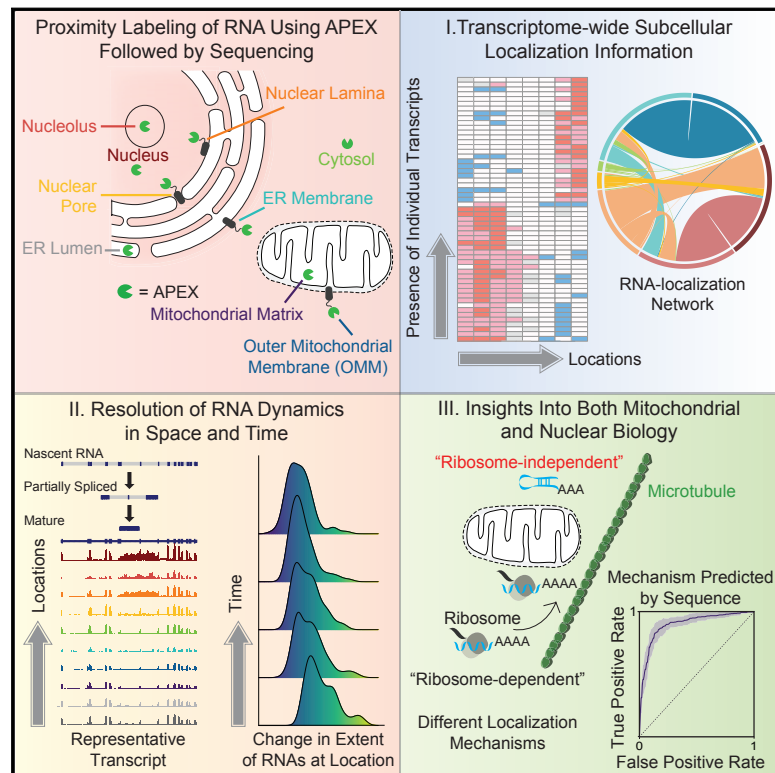 Proximity Labeling of RNA Using APEX
Followed by Sequencing
Nuclear Lamina
Nucleolus
Nucleus
Cytosol
Nuclear
Pore
ER Membrane
ER Lumen
= APEX
Mitochondrial Matrix
Outer Mitochondrial
Membrane (OMM)
I.Transcriptome-wide Subcellular
Localization Information
Presence of Individual Transcripts
Locations
RNA-localization
Network
II. Resolution of RNA Dynamics
in Space and Time
Nascent RNA
Partially Spliced
Mature
Locations
Representative
Transcript
Time
Change in Extent
of RNAs at Location
III. Insights Into Both Mitochondrial
and Nuclear Biology
"Ribosome-independent"
AAA
Microtubule
AAAA
Ribosome
AAAA
"Ribosome-dependent"
Different Localization
Mechanisms
Mechanism Predicted
by Sequence
True Positive Rate
1
0
1
False Positive Rate